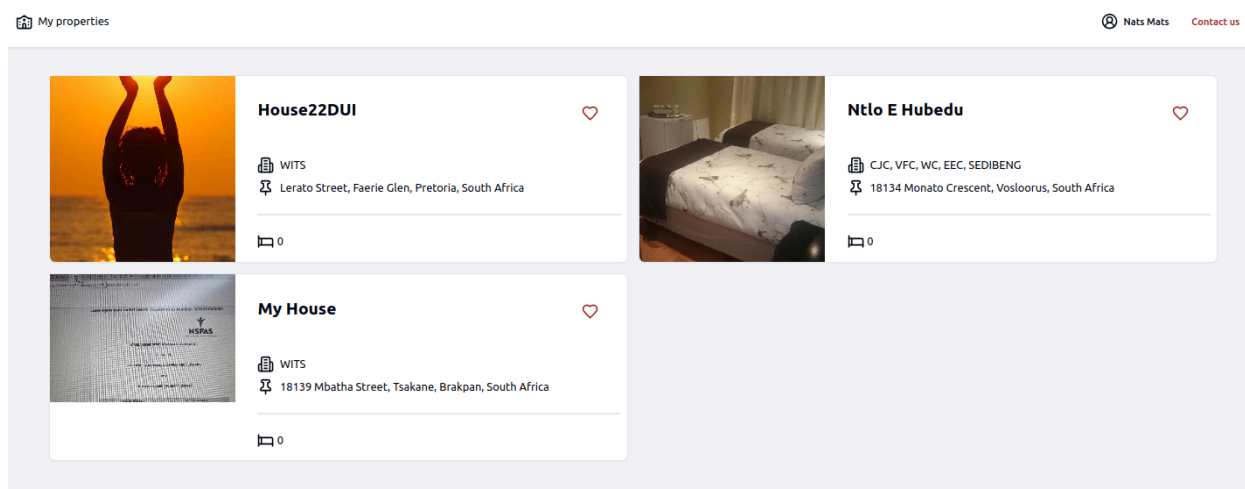 My properties
Nats Mats
Contact us
House22DUI
WITS
Lerato Street, Faerie Glen, Pretoria, South Africa
0
Ntlo E Hubedu
CJC, VFC, WC, EEC, SEDIBENG
18134 Monato Crescent, Vosloorus, South Africa
0
NSFAS
My House
WITS
18139 Mbatha Street, Tsakane, Brakpan, South Africa
0